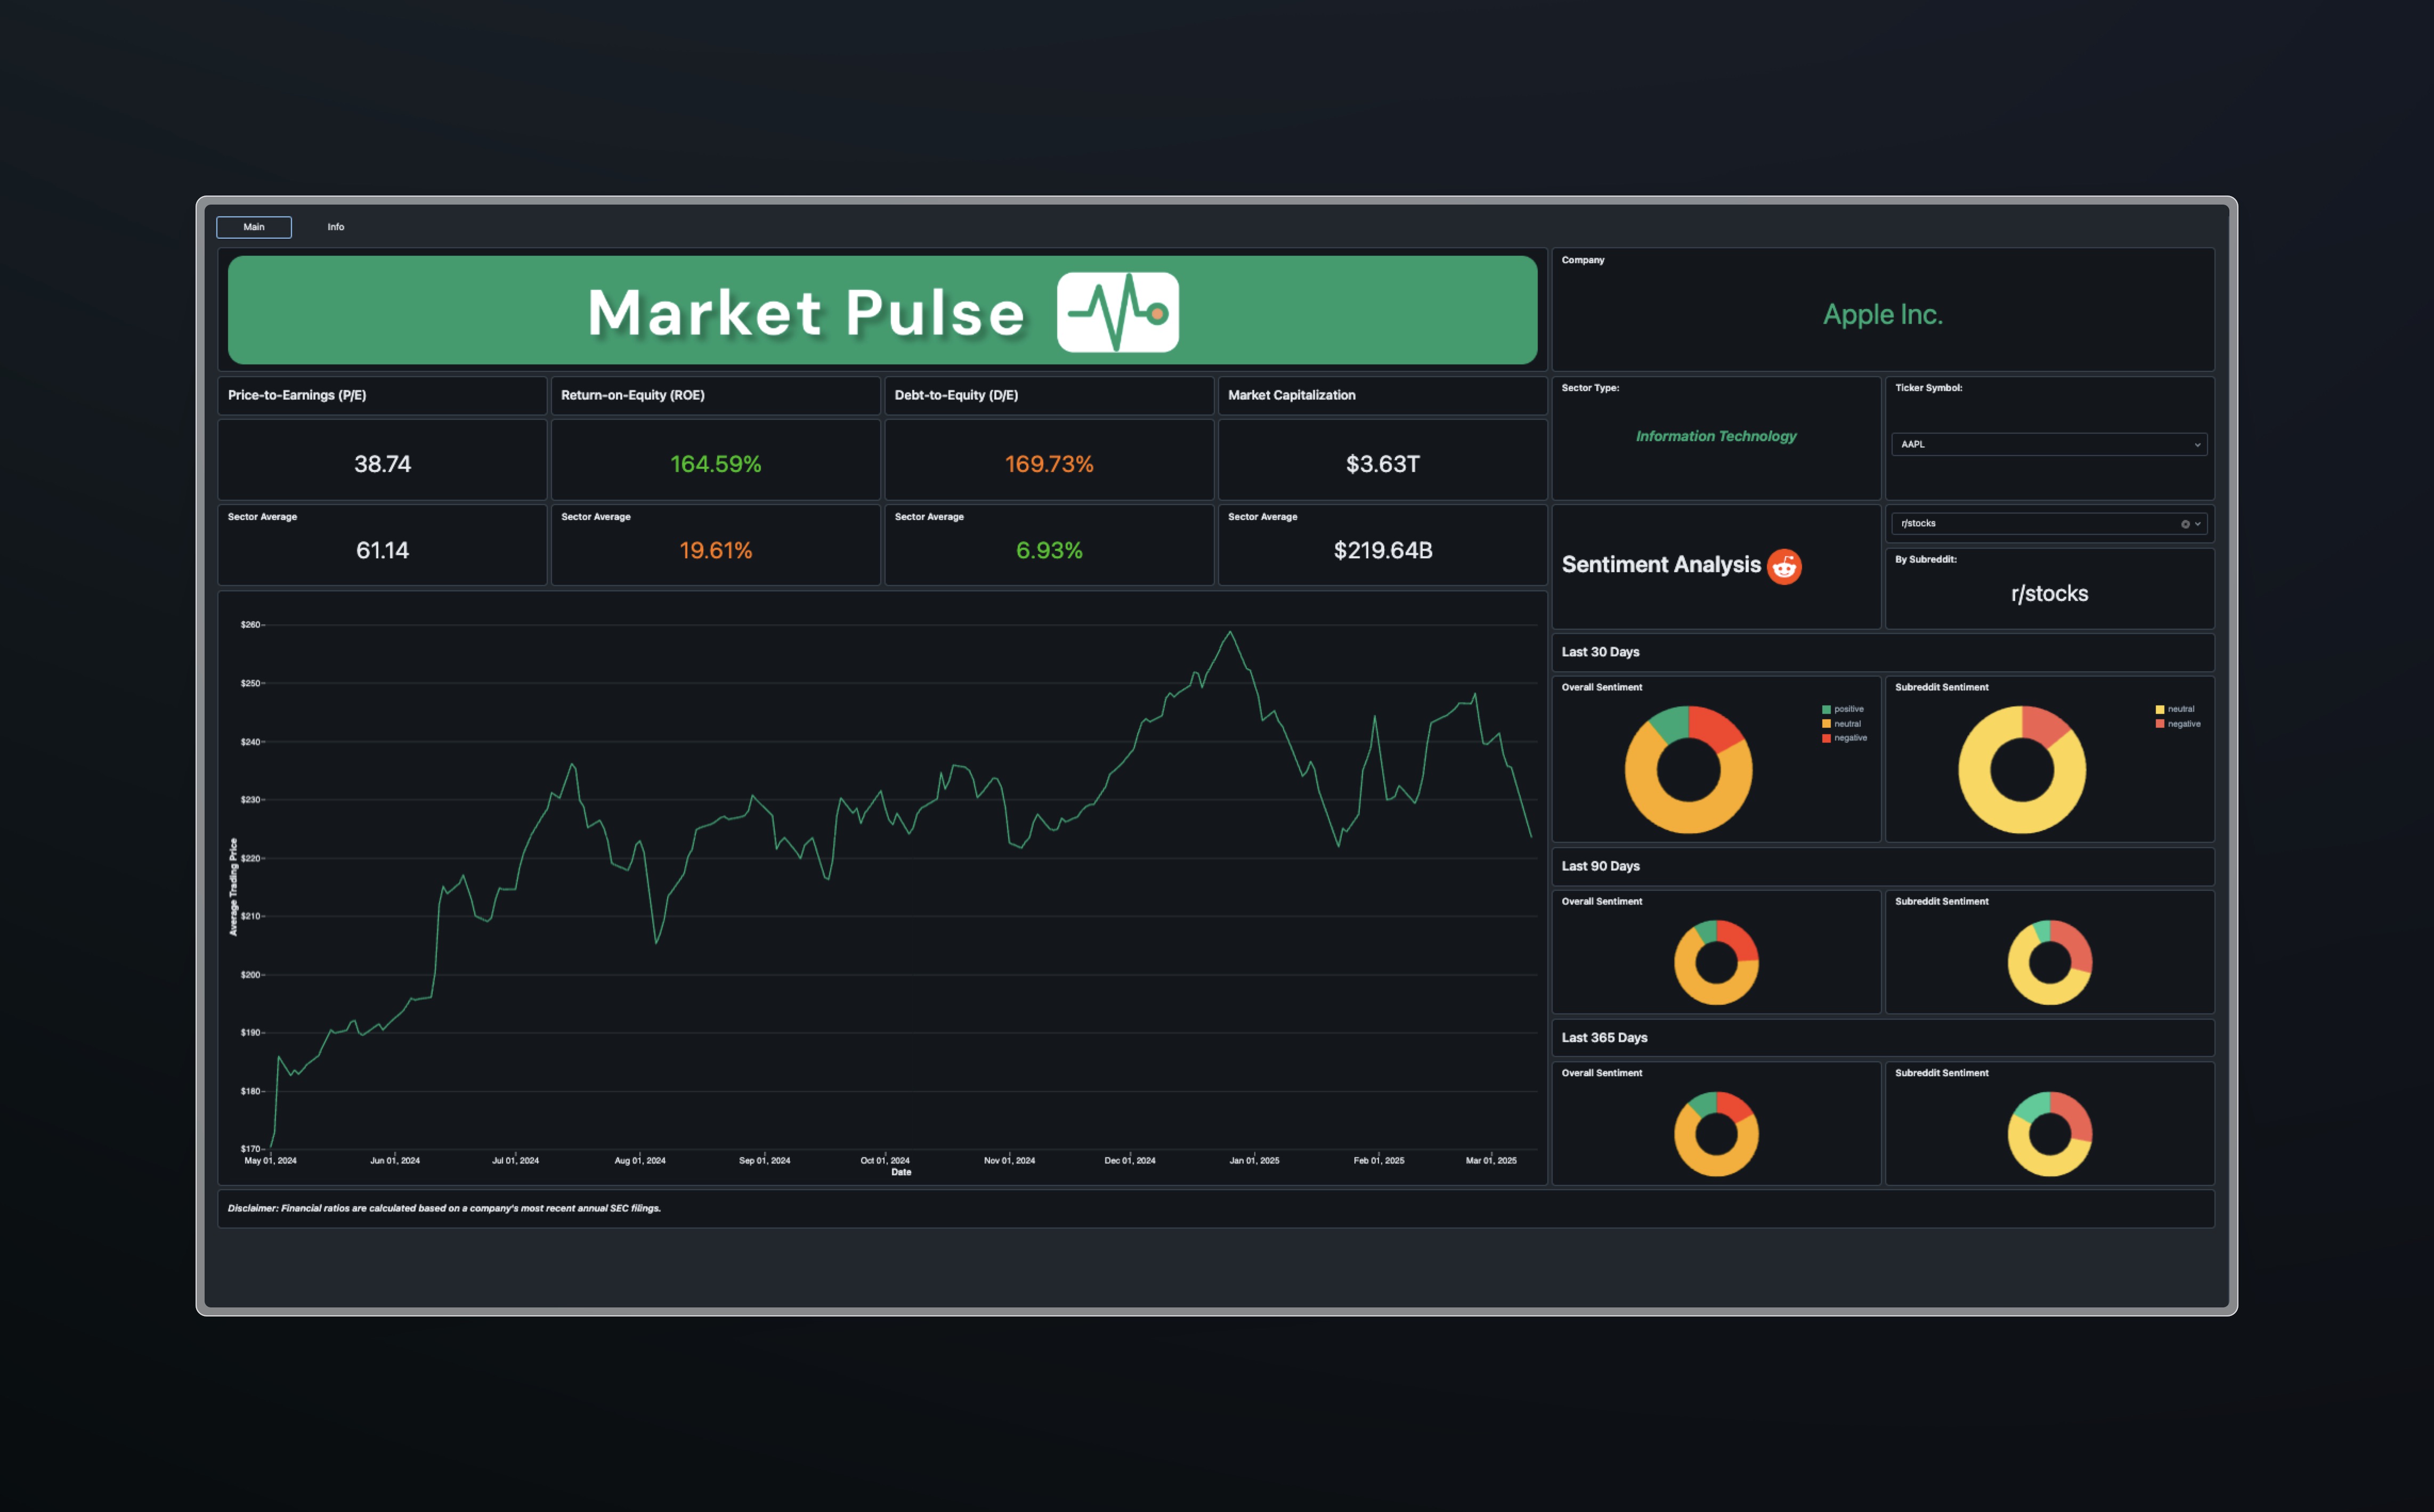 Main
Info
Market Pulse
Company
Apple Inc.
Price-to-Earnings (P/E)
Return-on-Equity (ROE)
Debt-to-Equity (D/E)
Market Capitalization
38.74
164.59%
169.73%
$3.63T
Sector Average
61.14
Sector Average
19.61%
Sector Average
6.93%
Sector Average
$219.64B
Sector Type:
Information Technology
Ticker Symbol:
AAPL
Sentiment Analysis
r/stocks
By Subreddit:
r/stocks
$260
$250
$240
$230
$220
$210
$200
$190
$180
$170
Average Trading Price
May 01, 2024
Jun 01, 2024
Jul 01, 2024
Aug 01, 2024
Sep 01, 2024
Oct 01, 2024
Nov 01, 2024
Dec 01, 2024
Jan 01, 2025
Feb 01, 2025
Mar 01, 2025
Date
Last 30 Days
Overall Sentiment
positive
neutral
negative
Subreddit Sentiment
neutral
negative
Last 90 Days
Overall Sentiment
Subreddit Sentiment
Last 365 Days
Overall Sentiment
Subreddit Sentiment
Disclaimer: Financial ratios are calculated based on a company's most recent annual SEC filings.